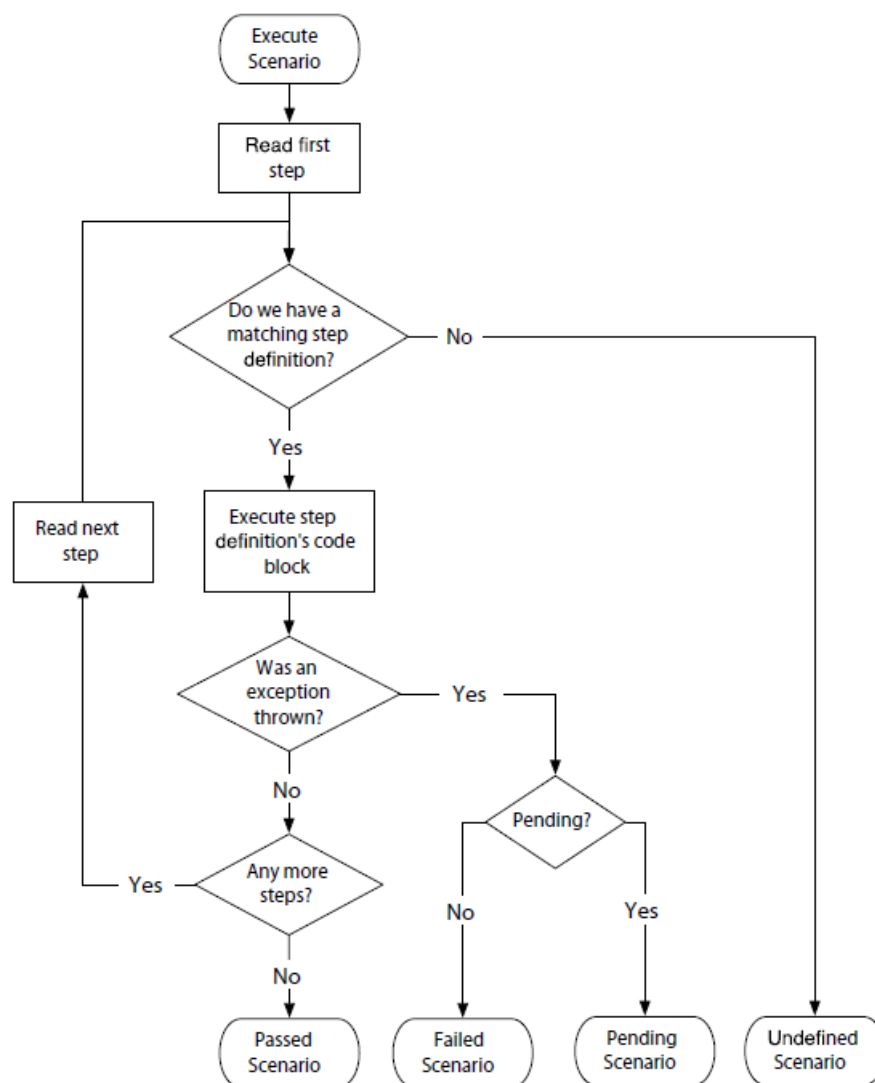 Execute
Scenario
Read first
step
Do we have a
matching step
definition?
No
Yes
Read next
step
Execute step
definition's code
block
Was an
exception
thrown?
Yes
No
Pending?
Any more
steps?
Yes
No
Yes
No
Passed
Scenario
Failed
Scenario
Pending
Scenario
Undefined
Scenario